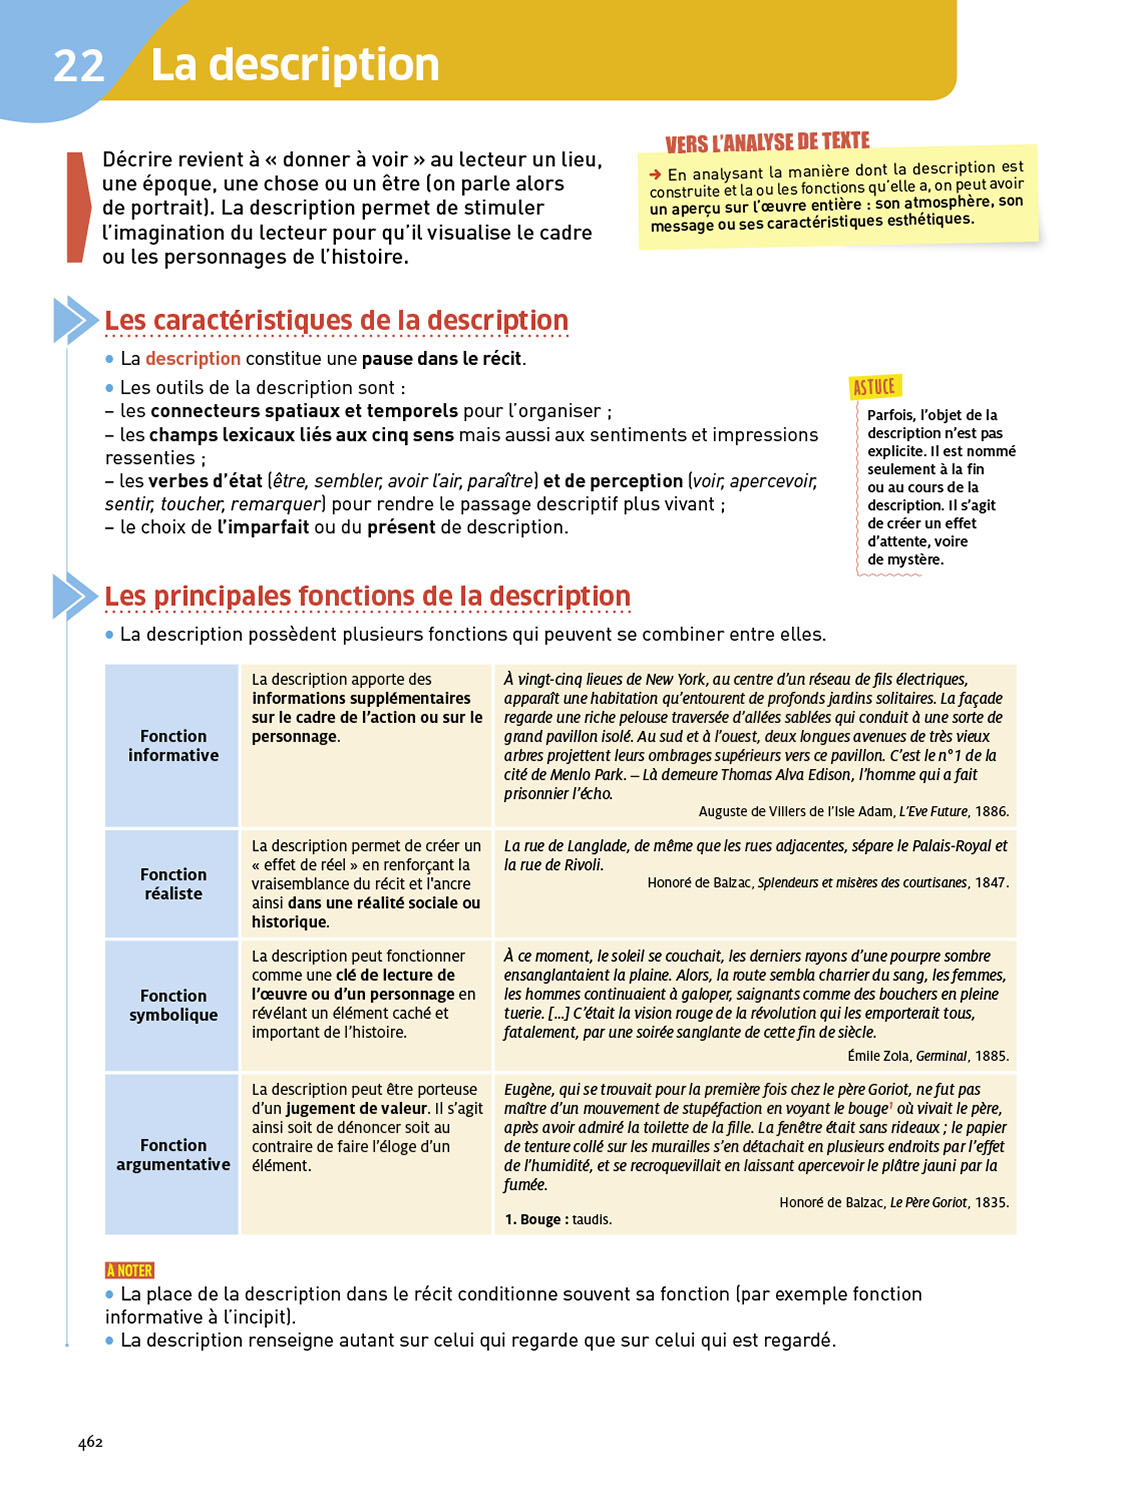 22
La description
Décrire revient à « donner à voir » au lecteur un lieu,
une époque, une chose ou un être (on parle alors
de portrait). La description permet de stimuler
l'imagination du lecteur pour qu'il visualise le cadre
ou les personnages de l'histoire.
VERS L'ANALYSE DE TEXTE
→ En analysant la manière dont la description est
construite et la ou les fonctions qu'elle a, on peut avoir
un aperçu sur l'œuvre entière : son atmosphère, son
message ou ses caractéristiques esthétiques.
Les caractéristiques de la description
• La description constitue une pause dans le récit.
• Les outils de la description sont :
– les connecteurs spatiaux et temporels pour l'organiser ;
– les champs lexicaux liés aux cinq sens mais aussi aux sentiments et impressions
ressenties ;
– les verbes d'état (être, sembler, avoir l'air, paraître) et de perception (voir, apercevoir,
sentir, toucher, remarquer) pour rendre le passage descriptif plus vivant ;
– le choix de l'imparfait ou du présent de description.
ASTUCE
Parfois, l'objet de la
description n'est pas
explicite. Il est nommé
seulement à la fin
ou au cours de la
description. Il s'agit
de créer un effet
d'attente, voire
de mystère.
Les principales fonctions de la description
• La description possèdent plusieurs fonctions qui peuvent se combiner entre elles.
Fonction
informative
La description apporte des
informations supplémentaires
sur le cadre de l'action ou sur le
personnage.
À vingt-cinq lieues de New York, au centre d'un réseau de fils électriques,
apparaît une habitation qu'entourent de profonds jardins solitaires. La façade
regarde une riche pelouse traversée d'allées sablées qui conduit à une sorte de
grand pavillon isolé. Au sud et à l'ouest, deux longues avenues de très vieux
arbres projettent leurs ombrages supérieurs vers ce pavillon. C'est le n°1 de la
cité de Menlo Park. – Là demeure Thomas Alva Edison, l'homme qui a fait
prisonnier l'écho.
Auguste de Villers de l'Isle Adam, L'Eve Future, 1886.
Fonction
réaliste
La description permet de créer un
« effet de réel » en renforçant la
vraisemblance du récit et l'ancre
ainsi dans une réalité sociale ou
historique.
La rue de Langlade, de même que les rues adjacentes, sépare le Palais-Royal et
la rue de Rivoli.
Honoré de Balzac, Splendeurs et misères des courtisanes, 1847.
Fonction
symbolique
La description peut fonctionner
comme une clé de lecture de
l'œuvre ou d'un personnage en
révélant un élément caché et
important de l'histoire.
À ce moment, le soleil se couchait, les derniers rayons d'une pourpre sombre
ensanglantaient la plaine. Alors, la route sembla charrier du sang, les femmes,
les hommes continuaient à galoper, saignants comme des bouchers en pleine
tuerie. [...] C'était la vision rouge de la révolution qui les emporterait tous,
fatalement, par une soirée sanglante de cette fin de siècle.
Émile Zola, Germinal, 1885.
Fonction
argumentative
La description peut être porteuse
d'un jugement de valeur. Il s'agit
ainsi soit de dénoncer soit au
contraire de faire l'éloge d'un
élément.
Eugène, qui se trouvait pour la première fois chez le père Goriot, ne fut pas
maître d'un mouvement de stupéfaction en voyant le bouge¹ où vivait le père,
après avoir admiré la toilette de la fille. La fenêtre était sans rideaux ; le papier
de tenture collé sur les murailles s'en détachait en plusieurs endroits par l'effet
de l'humidité, et se recroquevillait en laissant apercevoir le plâtre jauni par la
fumée.
Honoré de Balzac, Le Père Goriot, 1835.
1. Bouge : taudis.
À NOTER
• La place de la description dans le récit conditionne souvent sa fonction (par exemple fonction
informative à l'incipit).
• La description renseigne autant sur celui qui regarde que sur celui qui est regardé.
462